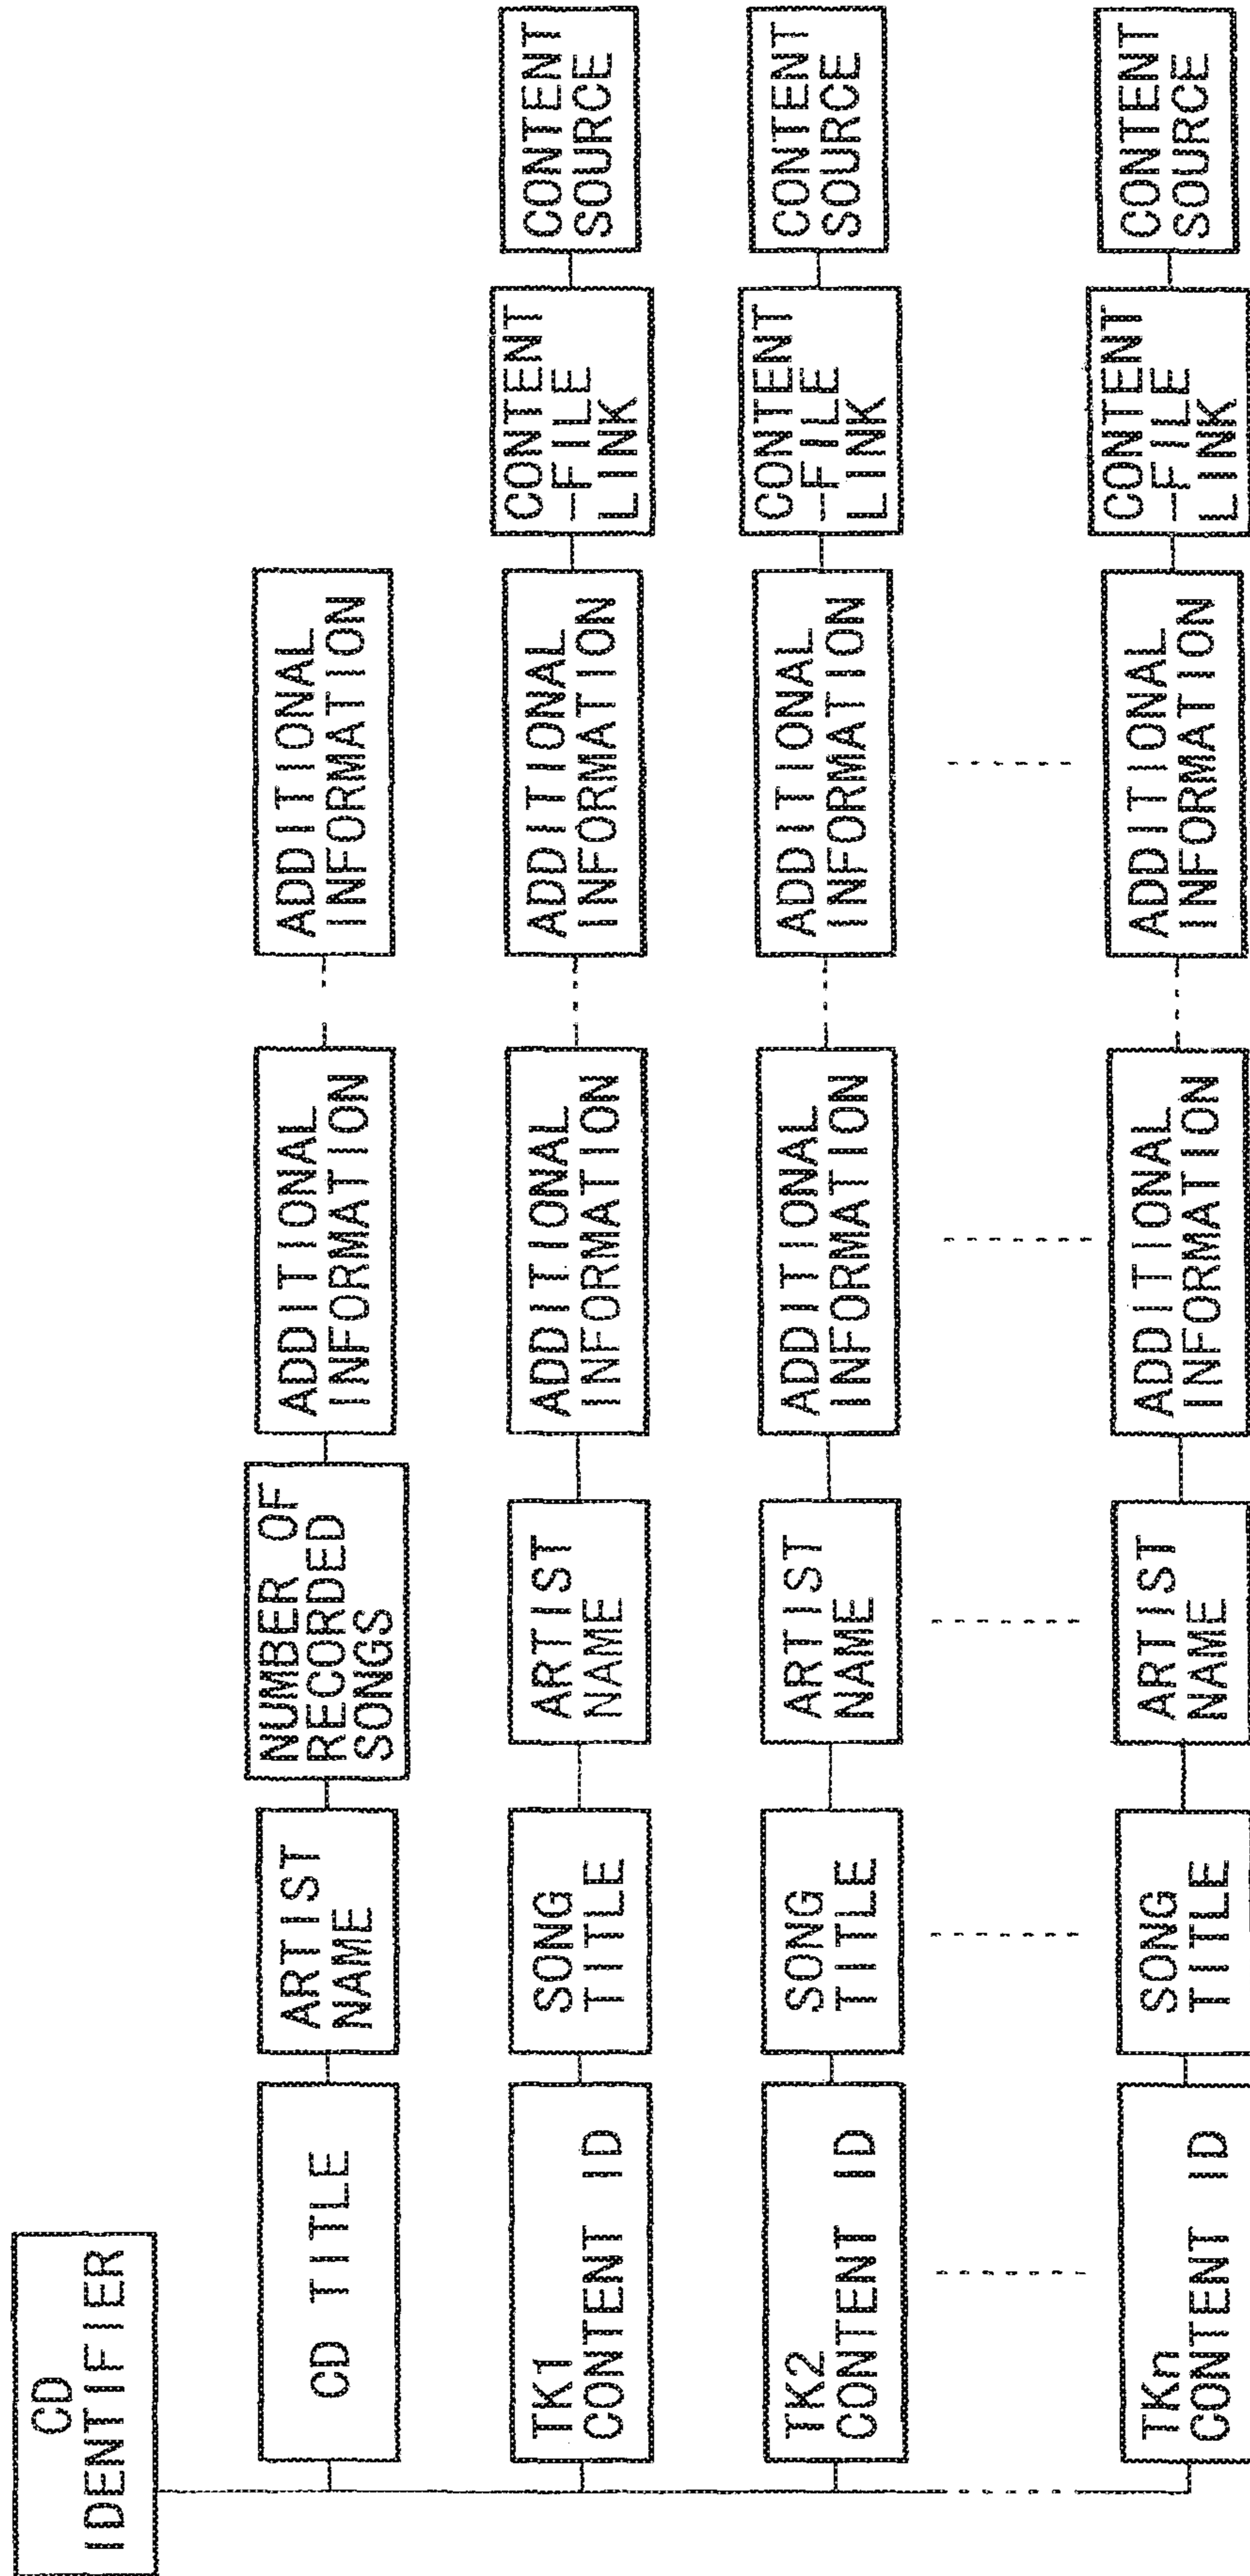 CD
IDENTIFIER
CD TITLE
ARTIST
NAME
NUMBER OF
RECORDED
SONGS
ADDITIONAL
INFORMATION
ADDITIONAL
INFORMATION
TK1
CONTENT ID
SONG
TITLE
ARTIST
NAME
ADDITIONAL
INFORMATION
ADDITIONAL
INFORMATION
CONTENT
-FILE
LINK
CONTENT
SOURCE
TK2
CONTENT ID
SONG
TITLE
ARTIST
NAME
ADDITIONAL
INFORMATION
ADDITIONAL
INFORMATION
CONTENT
-FILE
LINK
CONTENT
SOURCE
TKn
CONTENT ID
SONG
TITLE
ARTIST
NAME
ADDITIONAL
INFORMATION
ADDITIONAL
INFORMATION
CONTENT
-FILE
LINK
CONTENT
SOURCE